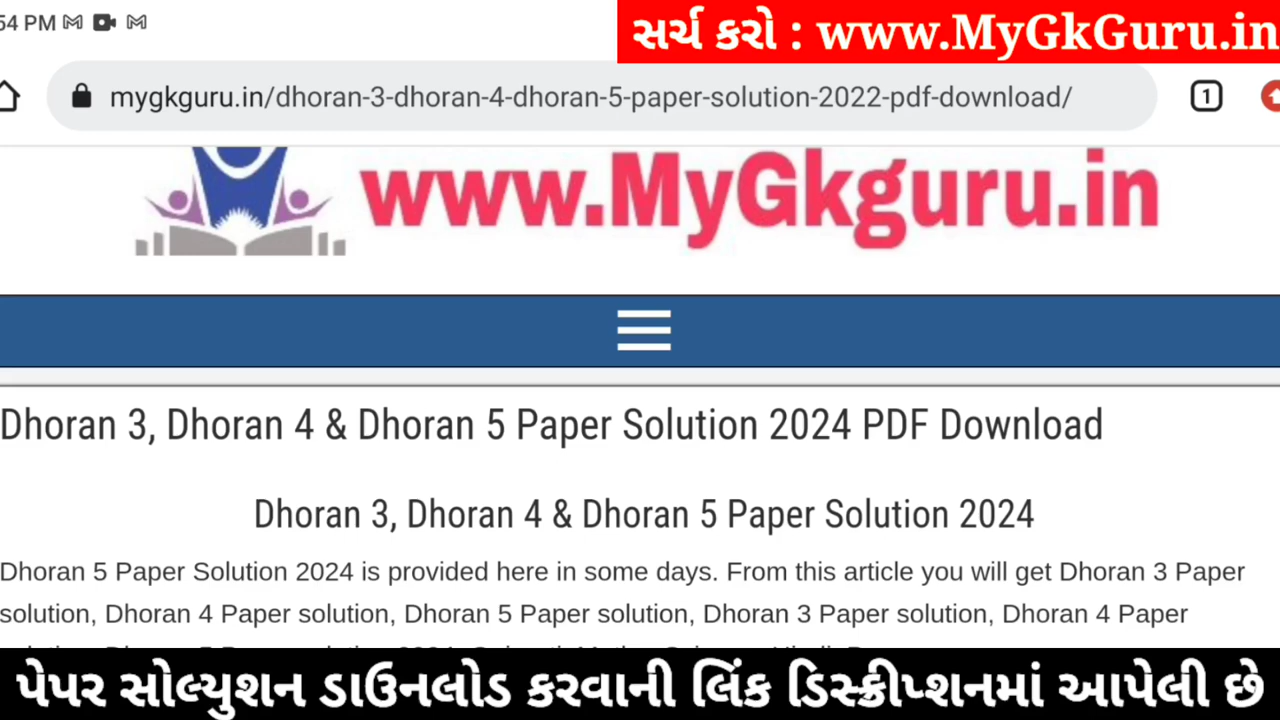 54 PM
સર્ચ કરો : www.MyGkGuru.in
mygkguru.in/dhoran-3-dhoran-4-dhoran-5-paper-solution-2022-pdf-download/
1
www.MyGkguru.in
Dhoran 3, Dhoran 4 & Dhoran 5 Paper Solution 2024 PDF Download
Dhoran 3, Dhoran 4 & Dhoran 5 Paper Solution 2024
Dhoran 5 Paper Solution 2024 is provided here in some days. From this article you will get Dhoran 3 Paper
solution, Dhoran 4 Paper solution, Dhoran 5 Paper solution, Dhoran 3 Paper solution, Dhoran 4 Paper
પેપર સોલ્યુશન ડાઉનલોડ કરવાની લિંક ડિસ્ક્રીપ્શનમાં આપેલી છે